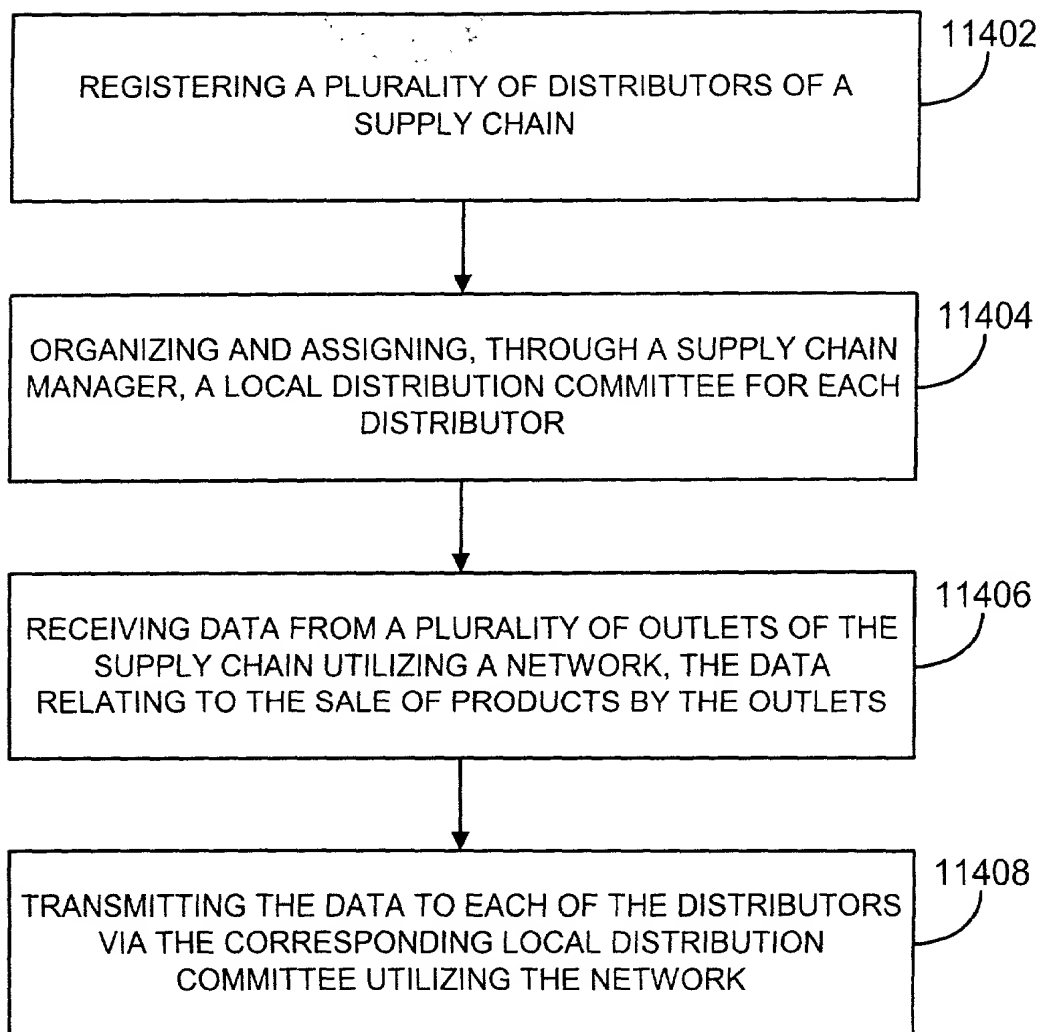 11402
REGISTERING A PLURALITY OF DISTRIBUTORS OF A
SUPPLY CHAIN
11404
ORGANIZING AND ASSIGNING, THROUGH A SUPPLY CHAIN
MANAGER, A LOCAL DISTRIBUTION COMMITTEE FOR EACH
DISTRIBUTOR
11406
RECEIVING DATA FROM A PLURALITY OF OUTLETS OF THE
SUPPLY CHAIN UTILIZING A NETWORK, THE DATA
RELATING TO THE SALE OF PRODUCTS BY THE OUTLETS
11408
TRANSMITTING THE DATA TO EACH OF THE DISTRIBUTORS
VIA THE CORRESPONDING LOCAL DISTRIBUTION
COMMITTEE UTILIZING THE NETWORK